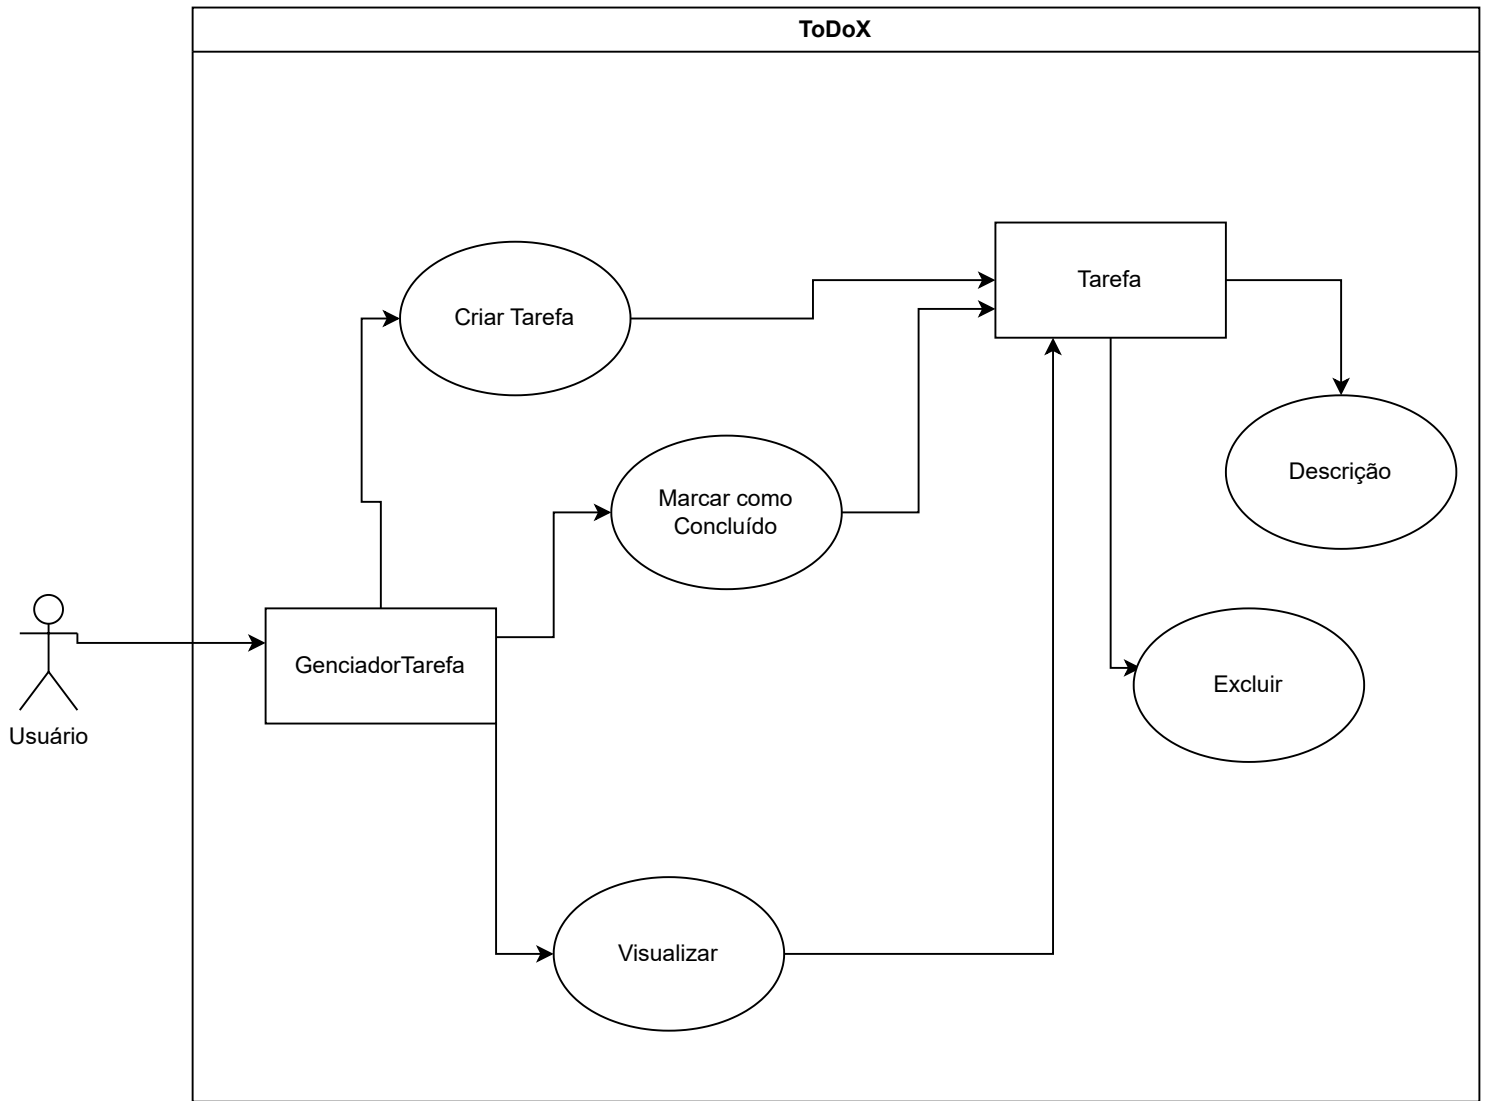 ToDoX
Tarefa
Criar Tarefa
Descrição
Marcar como
Concluído
GenciadorTarefa
Excluir
Usuário
Visualizar